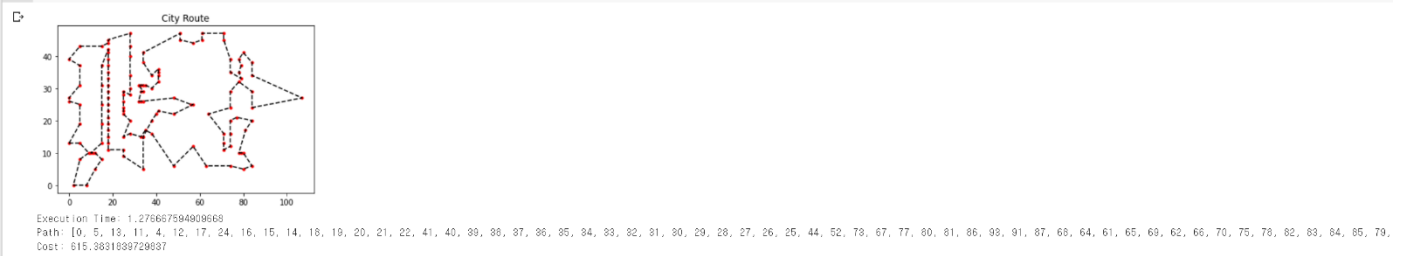 City Route
40
30
20
10
0
0 20 40 60 80 100
Execution Time: 1.276667594909668
Path: [0, 5, 13, 11, 4, 12, 17, 24, 16, 15, 14, 18, 19, 20, 21, 22, 41, 40, 39, 38, 37, 36, 35, 34, 33, 32, 31, 30, 29, 28, 27, 26, 25, 44, 52, 73, 67, 77, 80, 81, 86, 93, 91, 87, 68, 64, 61, 65, 69, 62, 66, 70, 75, 78, 82, 83, 84, 85, 79,
Cost: 615.3831839729837